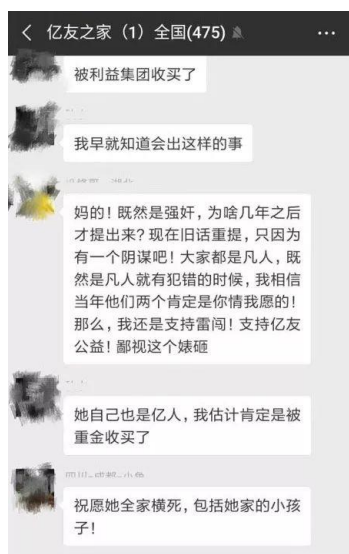 亿友之家（1）全国(475)
被利益集团收买了
我早就知道会出这样的事
妈的！既然是强奸，为啥几年之后
才提出来？现在旧话重提，只因为
有一个阴谋吧！大家都是凡人，既
然是凡人就有犯错的时候，我相信
当年他们两个肯定是你情我愿的！
那么，我还是支持雷闯！支持亿友
公益！鄙视这个婊砸
她自己也是亿人，我估计肯定是被
重金收买了
祝愿她全家横死，包括她家的小孩
子！